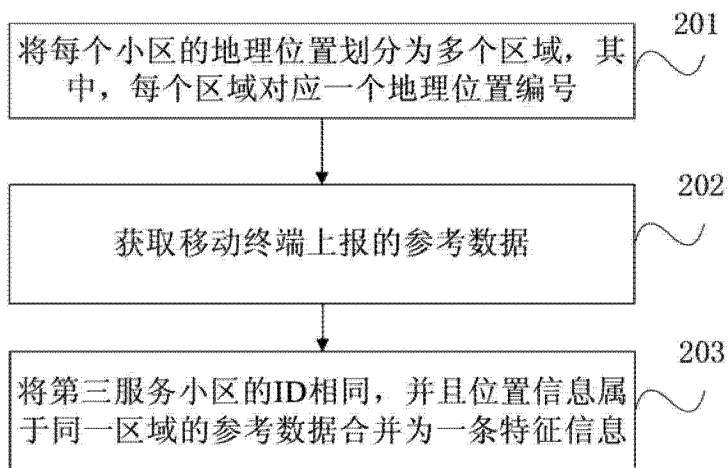 201
将每个小区的地理位置划分为多个区域，其
中，每个区域对应一个地理位置编号
202
获取移动终端上报的参考数据
203
将第三服务小区的ID相同，并且位置信息属
于同一区域的参考数据合并为一条特征信息